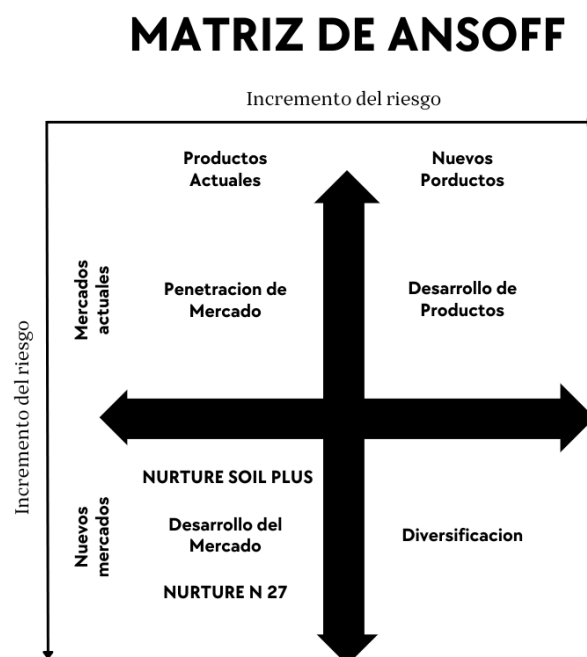 MATRIZ DE ANSOFF
Incremento del riesgo
Productos
Actuales
Nuevos
Porductos
Mercados
actuales
Penetracion de
Mercado
Desarrollo de
Productos
Incremento del riesgo
Nuevos
mercados
NURTURE SOIL PLUS
Desarrollo del
Mercado
NURTURE N 27
Diversificacion